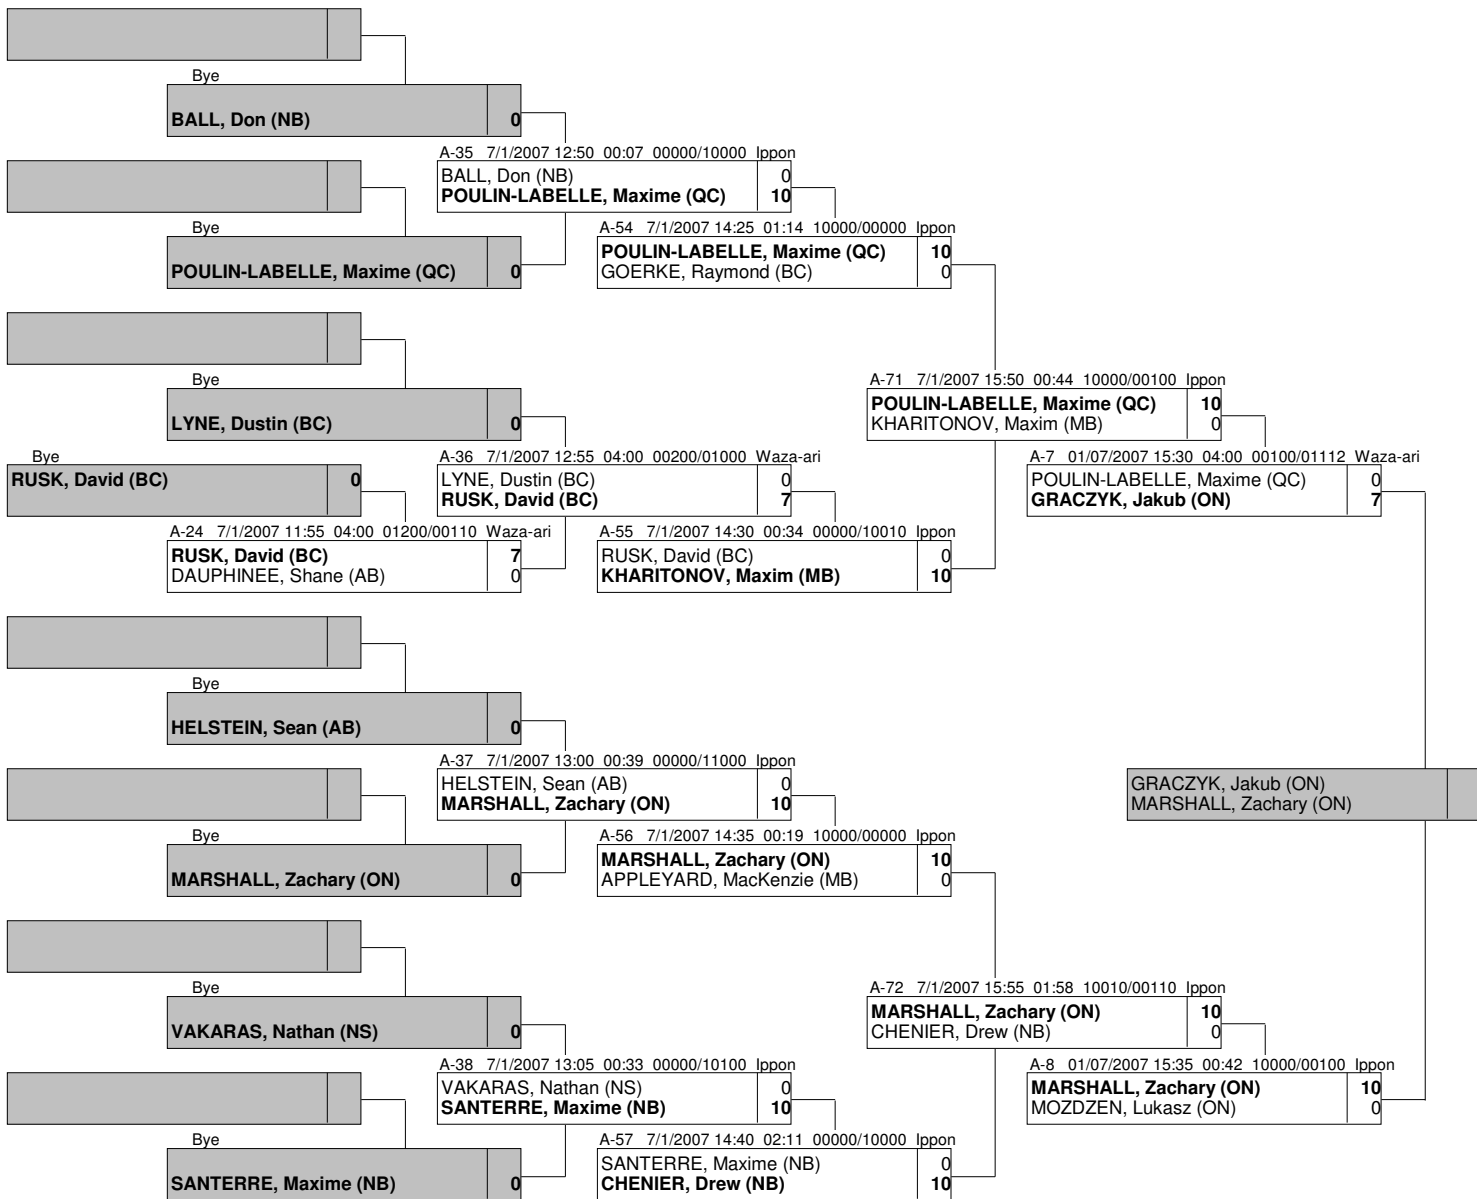 Bye
BALL, Don (NB) 0
A-35 7/1/2007 12:50 00:07 00000/10000 Ippon
BALL, Don (NB) 0
POULIN-LABELLE, Maxime (QC) 10
Bye
POULIN-LABELLE, Maxime (QC) 0
A-54 7/1/2007 14:25 01:14 10000/00000 Ippon
POULIN-LABELLE, Maxime (QC) 10
GOERKE, Raymond (BC) 0
Bye
LYNE, Dustin (BC) 0
A-71 7/1/2007 15:50 00:44 10000/00100 Ippon
POULIN-LABELLE, Maxime (QC) 10
KHARITONOV, Maxim (MB) 0
Bye
RUSK, David (BC) 0
A-36 7/1/2007 12:55 04:00 00200/01000 Waza-ari
LYNE, Dustin (BC) 0
RUSK, David (BC) 7
A-7 01/07/2007 15:30 04:00 00100/01112 Waza-ari
POULIN-LABELLE, Maxime (QC) 0
GRACZYK, Jakub (ON) 7
A-24 7/1/2007 11:55 04:00 01200/00110 Waza-ari
RUSK, David (BC) 7
DAUPHINEE, Shane (AB) 0
A-55 7/1/2007 14:30 00:34 00000/10010 Ippon
RUSK, David (BC) 0
KHARITONOV, Maxim (MB) 10
Bye
HELSTEIN, Sean (AB) 0
A-37 7/1/2007 13:00 00:39 00000/11000 Ippon
HELSTEIN, Sean (AB) 0
MARSHALL, Zachary (ON) 10
GRACZYK, Jakub (ON)
MARSHALL, Zachary (ON)
Bye
MARSHALL, Zachary (ON) 0
A-56 7/1/2007 14:35 00:19 10000/00000 Ippon
MARSHALL, Zachary (ON) 10
APPLEYARD, MacKenzie (MB) 0
Bye
VAKARAS, Nathan (NS) 0
A-72 7/1/2007 15:55 01:58 10010/00110 Ippon
MARSHALL, Zachary (ON) 10
CHENIER, Drew (NB) 0
A-38 7/1/2007 13:05 00:33 00000/10100 Ippon
VAKARAS, Nathan (NS) 0
SANTERRE, Maxime (NB) 10
A-8 01/07/2007 15:35 00:42 10000/00100 Ippon
MARSHALL, Zachary (ON) 10
MOZDZEN, Lukasz (ON) 0
Bye
SANTERRE, Maxime (NB) 0
A-57 7/1/2007 14:40 02:11 00000/10000 Ippon
SANTERRE, Maxime (NB) 0
CHENIER, Drew (NB) 10